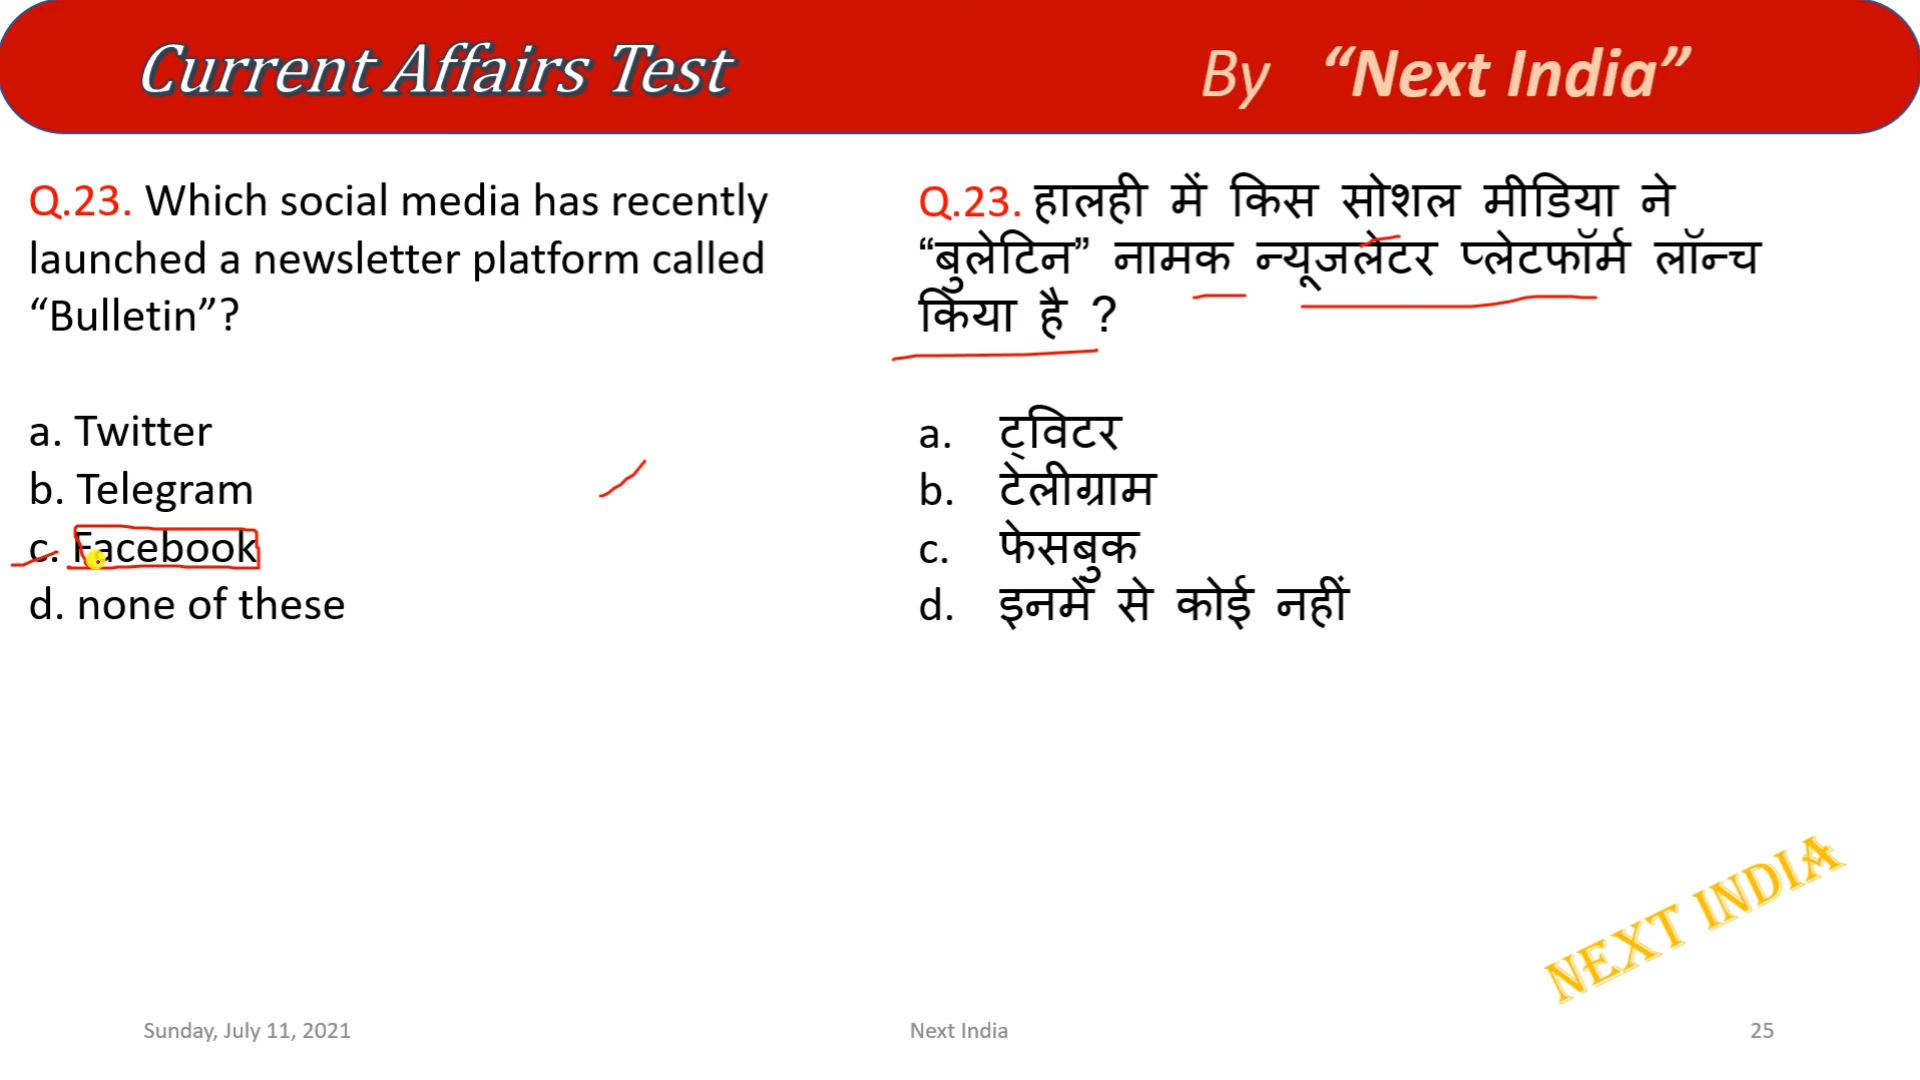 Current Affairs Test
By “Next India”
Q.23. Which social media has recently
launched a newsletter platform called
“Bulletin”?
a. Twitter
b. Telegram
c. Facebook
d. none of these
Q.23. हालही में किस सोशल मीडिया ने
“बुलेटिन” नामक न्यूजलेटर प्लेटफॉर्म लॉन्च
किया है ?
a. ट्विटर
b. टेलीग्राम
c. फेसबुक
d. इनमें से कोई नहीं
NEXT INDIA
Sunday, July 11, 2021
Next India
25